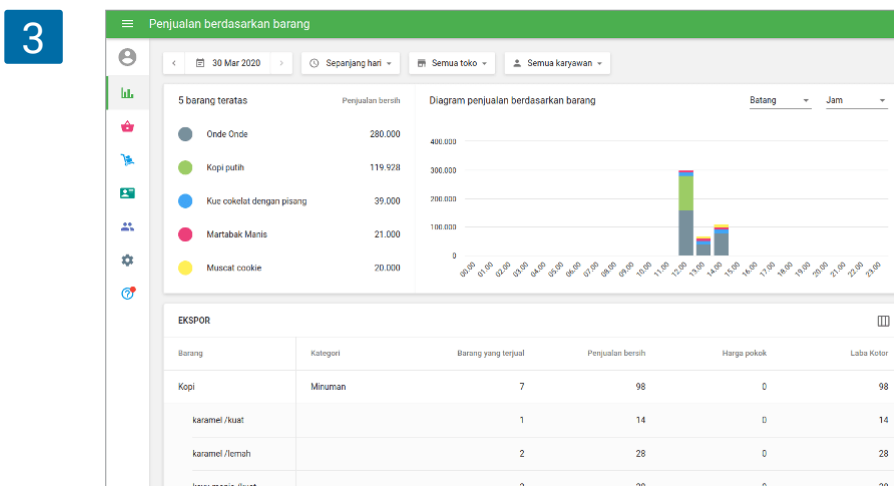 3
Penjualan berdasarkan barang
30 Mar 2020
Sepanjang hari
Semua toko
Semua karyawan
5 barang teratas
Penjualan bersih
Onde Onde
280.000
Kopi putih
119.928
Kue cokelat dengan pisang
39.000
Martabak Manis
21.000
Muscat cookie
20.000
Diagram penjualan berdasarkan barang
Batang
Jam
400.000
300.000
200.000
100.000
0
00.00 01.00 02.00 03.00 04.00 05.00 06.00 07.00 08.00 09.00 10.00 11.00 12.00 13.00 14.00 15.00 16.00 17.00 18.00 19.00 20.00 21.00 22.00 23.00
EKSPOR
Barang Kategori Barang yang terjual Penjualan bersih Harga pokok Laba Kotor
Kopi Minuman 7 98 0 98
karamel /kuat 1 14 0 14
karamel /lemah 2 28 0 28